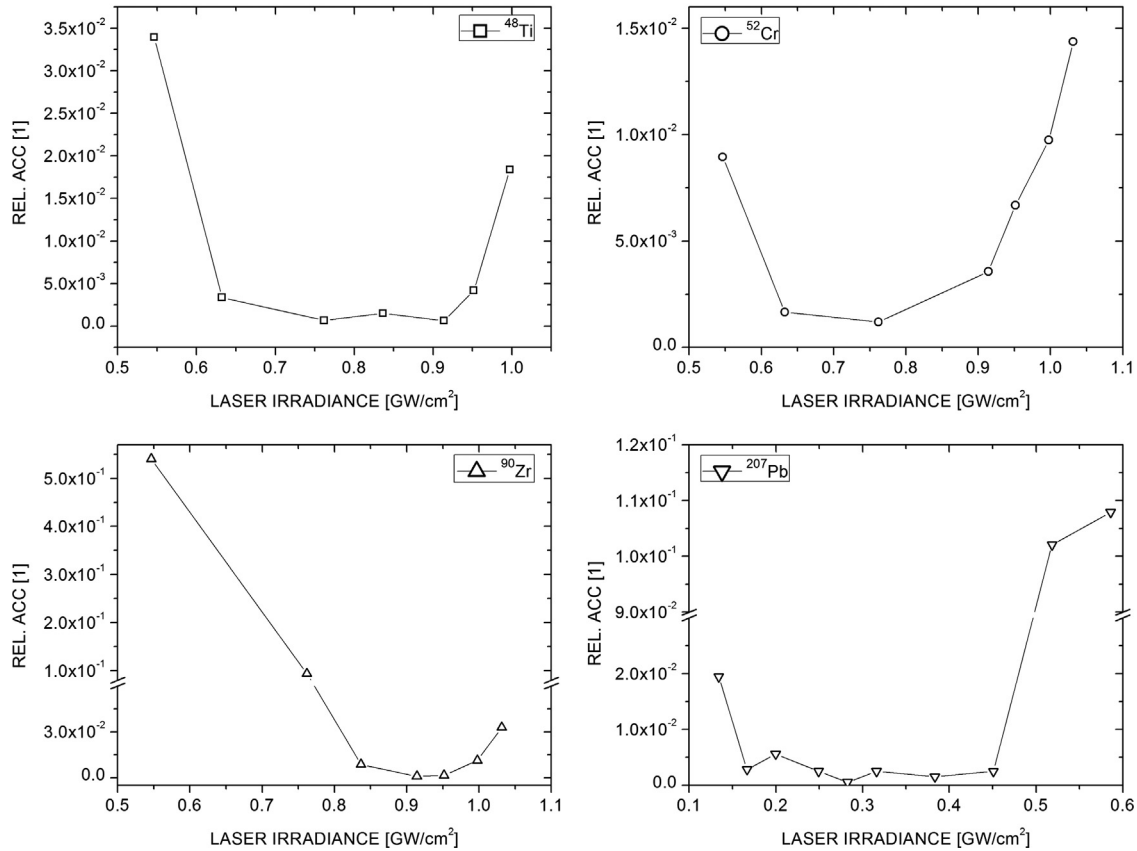 3.5x10⁻²
3.0x10⁻²
2.5x10⁻²
2.0x10⁻²
1.5x10⁻²
1.0x10⁻²
5.0x10⁻³
0.0
REL. ACC [1]
⁴⁸Ti
0.5 0.6 0.7 0.8 0.9 1.0
LASER IRRADIANCE [GW/cm²]
1.5x10⁻²
1.0x10⁻²
5.0x10⁻³
0.0
REL. ACC [1]
⁵²Cr
0.5 0.6 0.7 0.8 0.9 1.0 1.1
LASER IRRADIANCE [GW/cm²]
5.0x10⁻¹
4.0x10⁻¹
3.0x10⁻¹
2.0x10⁻¹
1.0x10⁻¹
3.0x10⁻²
0.0
REL. ACC [1]
⁹⁰Zr
0.5 0.6 0.7 0.8 0.9 1.0 1.1
LASER IRRADIANCE [GW/cm²]
1.2x10⁻¹
1.1x10⁻¹
1.0x10⁻¹
9.0x10⁻²
2.0x10⁻²
1.0x10⁻²
0.0
REL. ACC [1]
²⁰⁷Pb
0.1 0.2 0.3 0.4 0.5 0.6
LASER IRRADIANCE [GW/cm²]